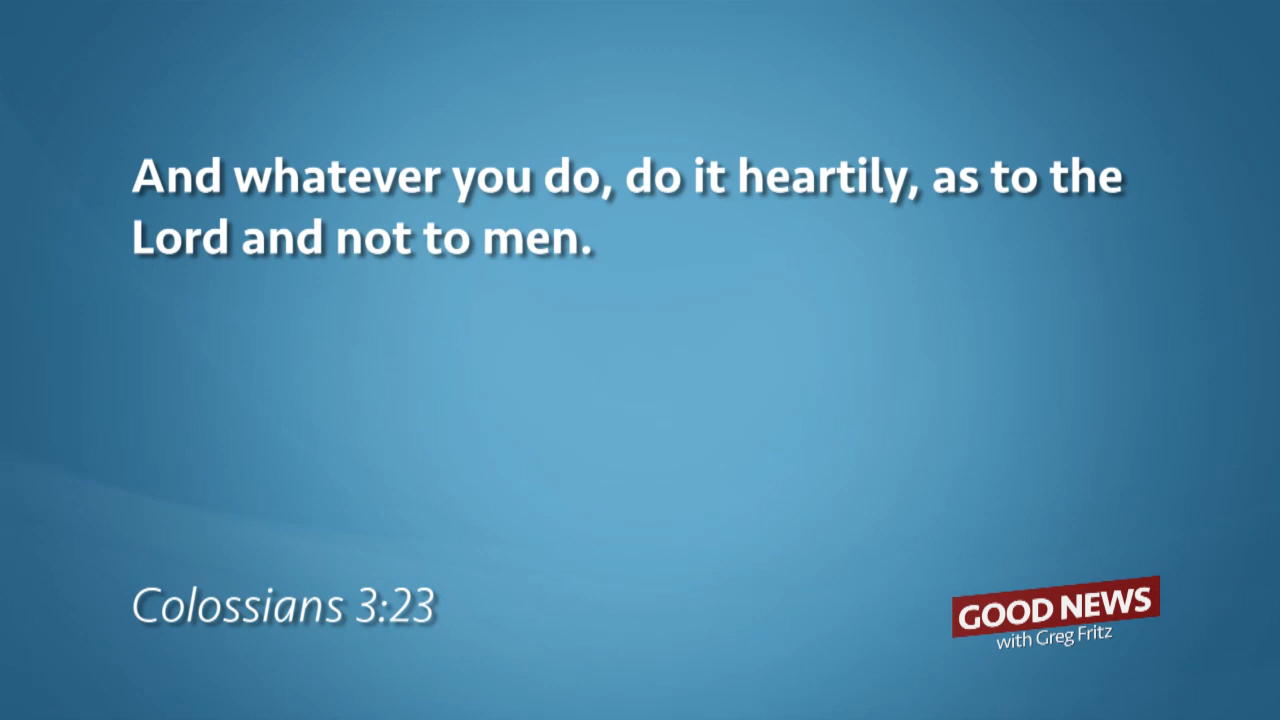 And whatever you do, do it heartily, as to the
Lord and not to men.
Colossians 3:23
GOOD NEWS
with Greg Fritz